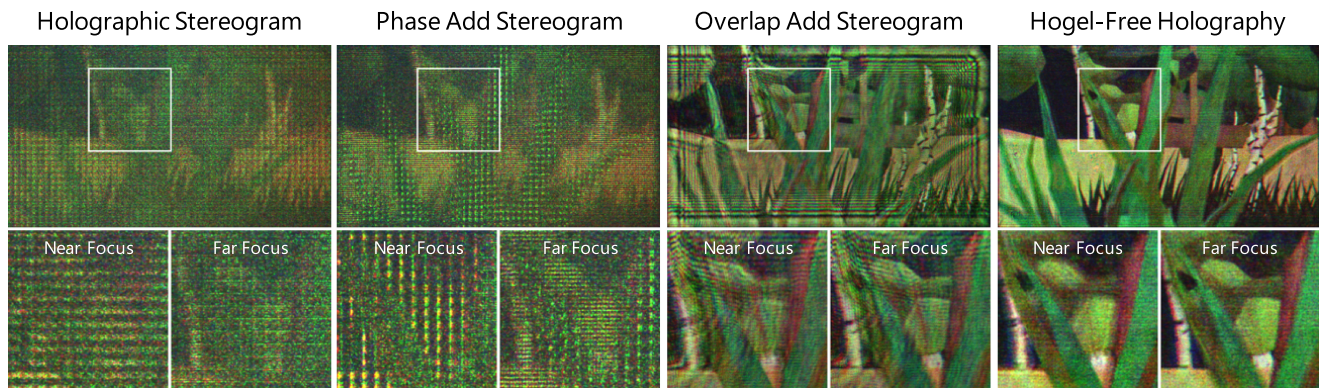 Holographic Stereogram
Phase Add Stereogram
Overlap Add Stereogram
Hogel-Free Holography
Near Focus
Far Focus
Near Focus
Far Focus
Near Focus
Far Focus
Near Focus
Far Focus